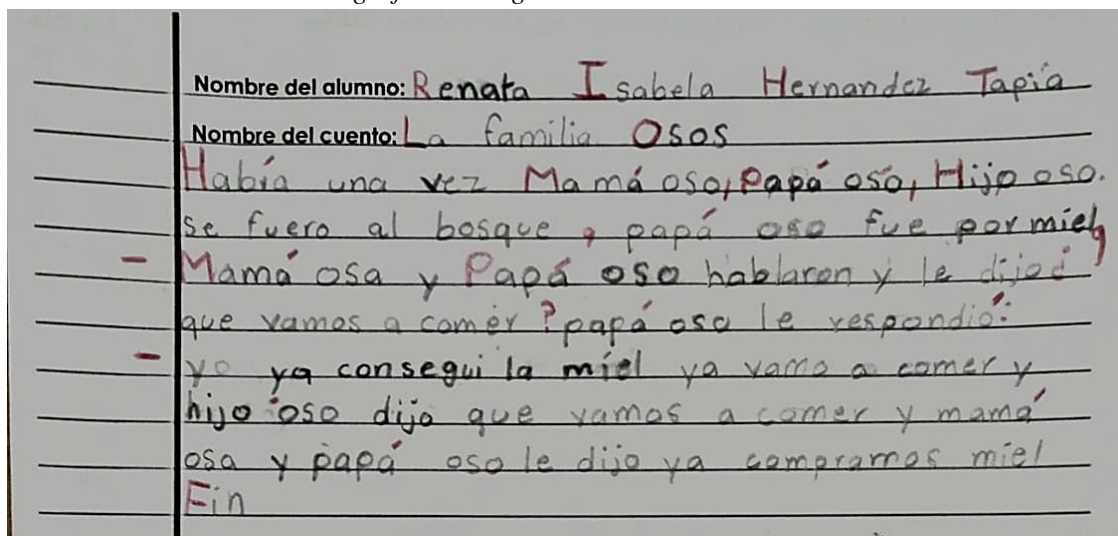 Nombre del alumno: Renata Isabela Hernandez Tapia
Nombre del cuento: La familia Osos
Había una vez Mamá oso, Papá oso, Hijo oso.
se fuero al bosque, papá oso fue por miel,
- Mamá osa y Papá oso hablaron y le dijo ¿
que vamos a comer? papá oso le respondió:
- yo ya consegui la miel ya vamo a comer y
hijo oso dijo que vamos a comer y mamá
osa y papá oso le dijo ya compramos miel
Fin